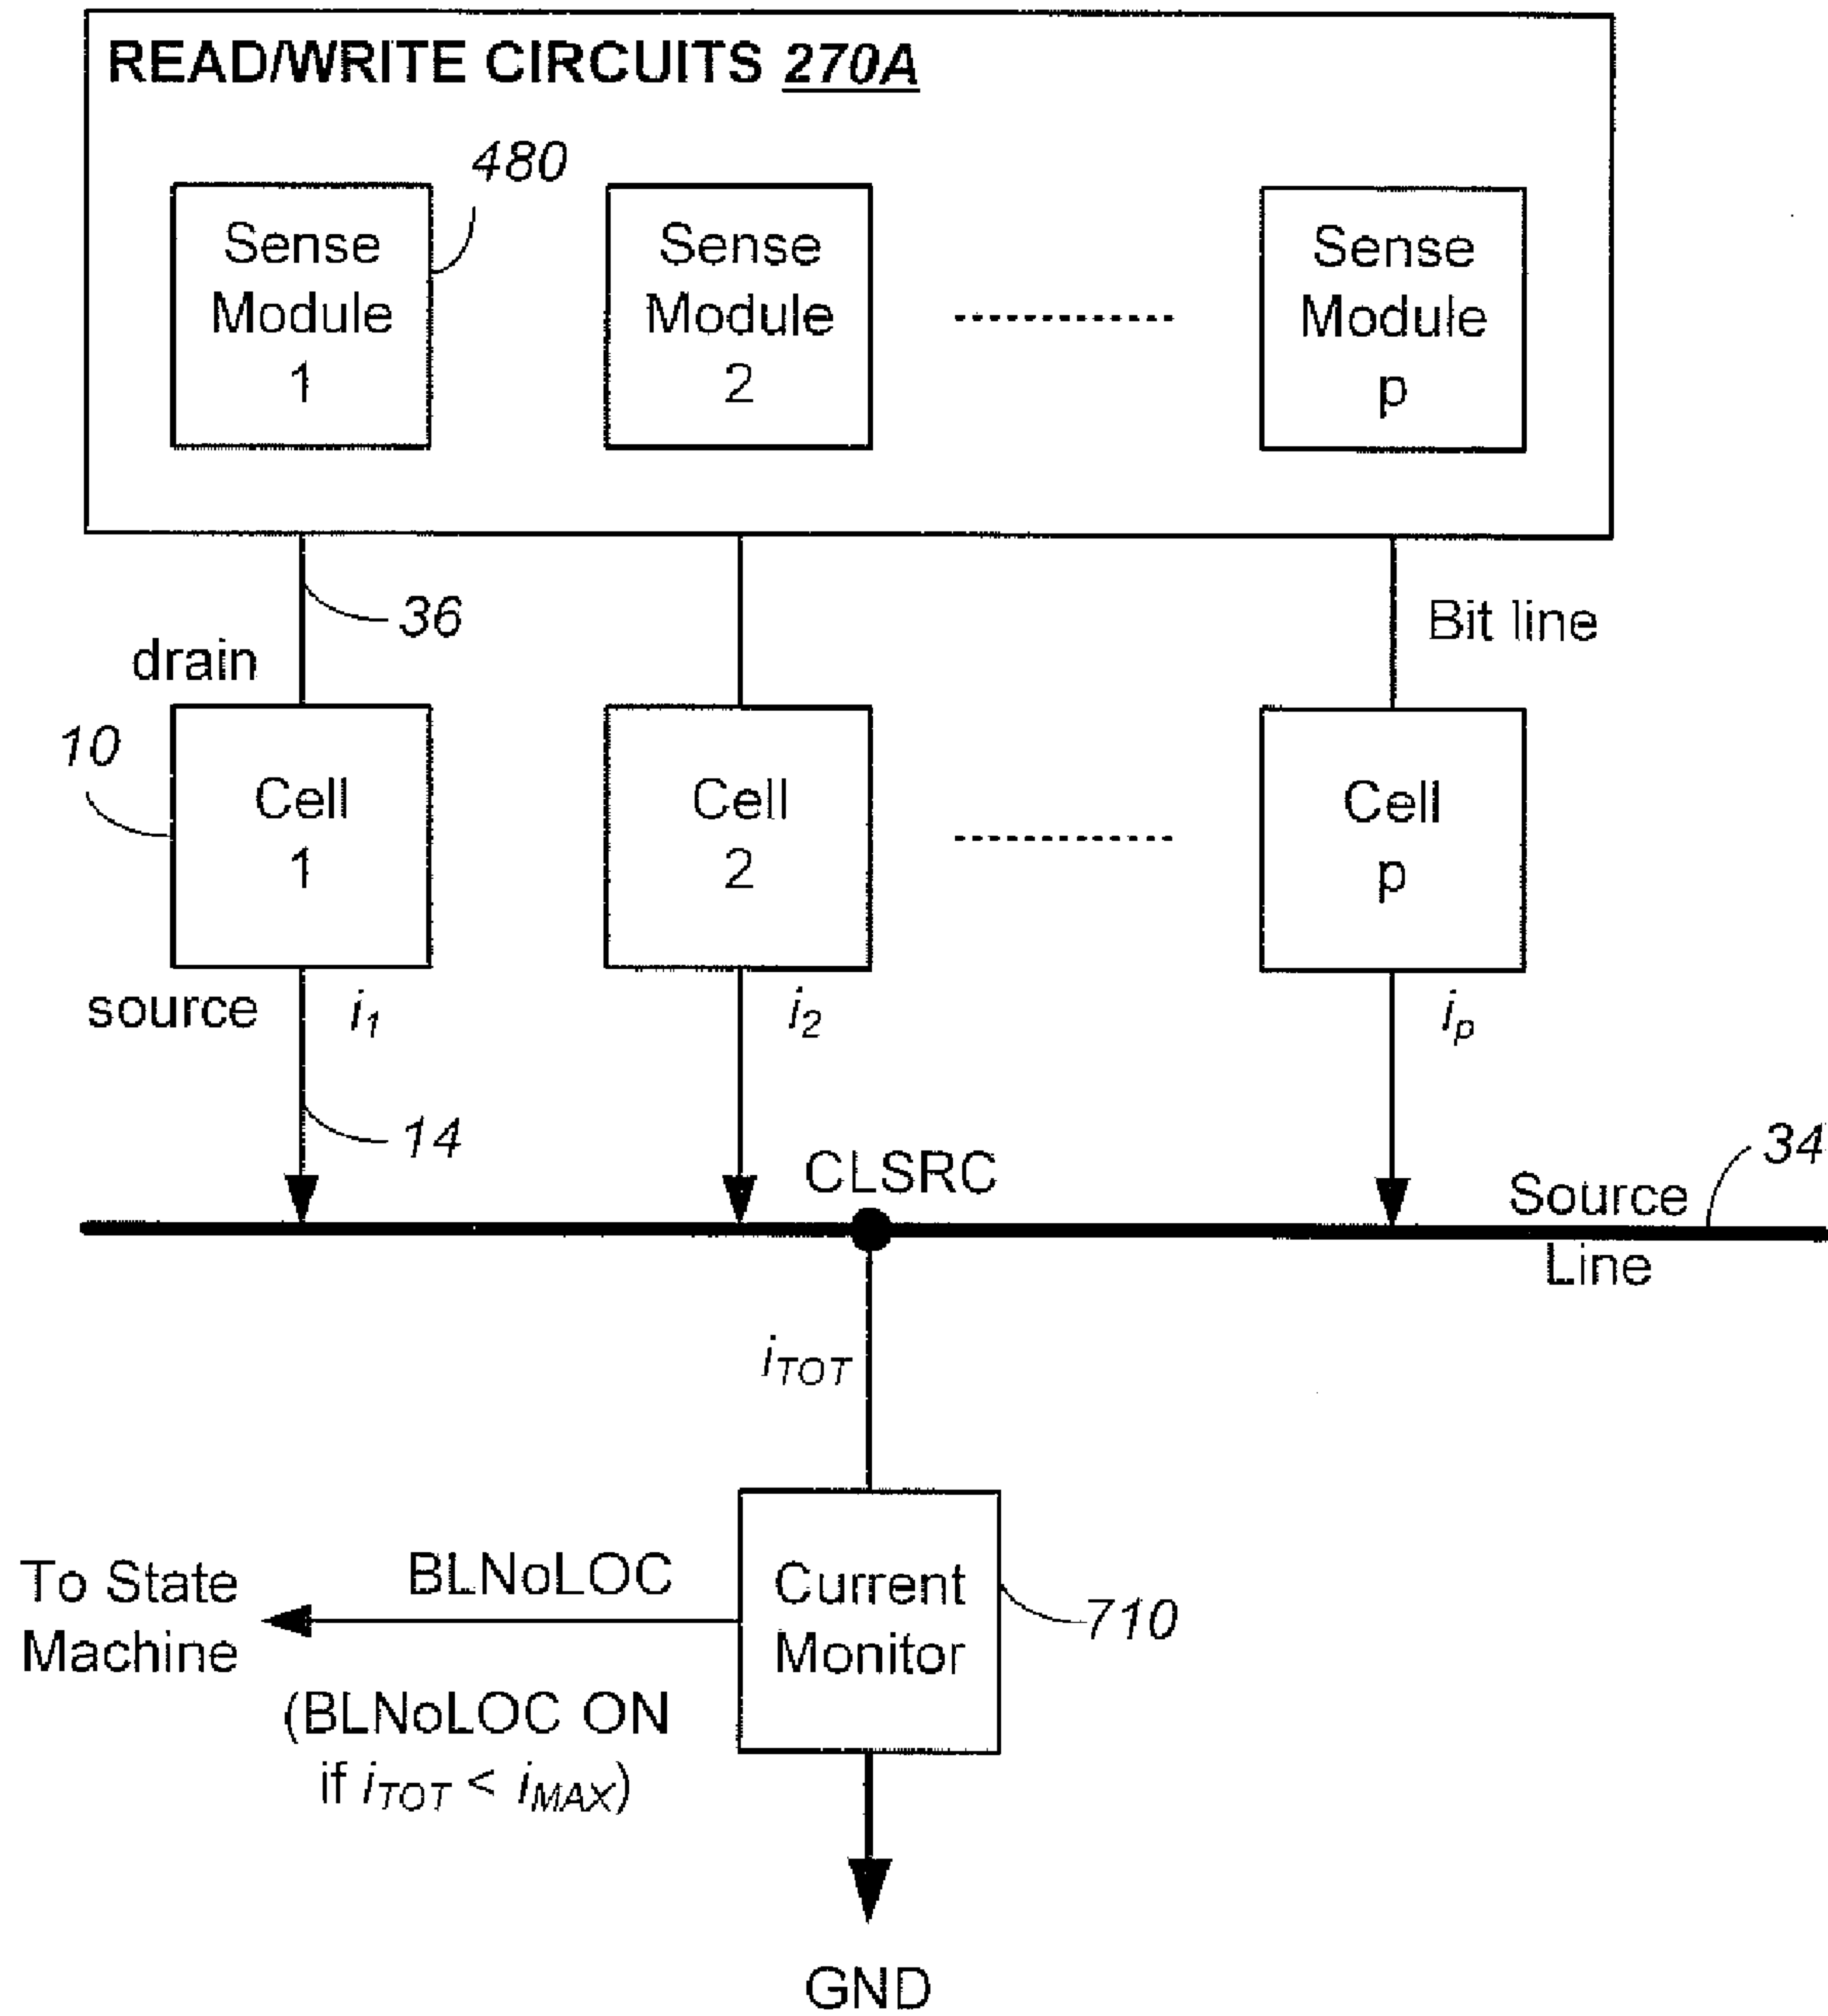 READ/WRITE CIRCUITS 270A
480
Sense
Module
1
Sense
Module
2
Sense
Module
p
36
drain
Bit line
10
Cell
1
Cell
2
Cell
p
source
i1
i2
ip
14
CLSRC
34
Source
Line
iTOT
To State
Machine
BLNoLOC
(BLNoLOC ON
if iTOT < iMAX)
Current
Monitor
710
GND